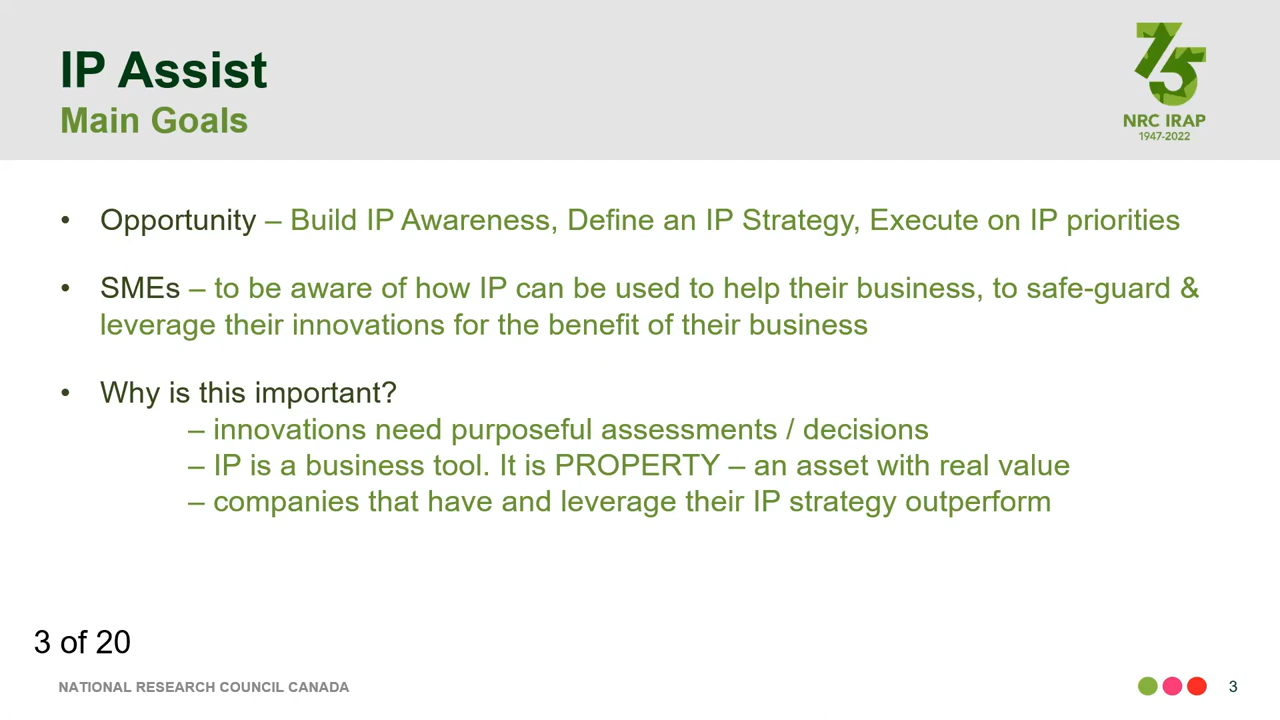 IP Assist
Main Goals
75
NRC IRAP
1947-2022
• Opportunity – Build IP Awareness, Define an IP Strategy, Execute on IP priorities
• SMEs – to be aware of how IP can be used to help their business, to safe-guard &
leverage their innovations for the benefit of their business
• Why is this important?
– innovations need purposeful assessments / decisions
– IP is a business tool. It is PROPERTY – an asset with real value
– companies that have and leverage their IP strategy outperform
3 of 20
NATIONAL RESEARCH COUNCIL CANADA
3